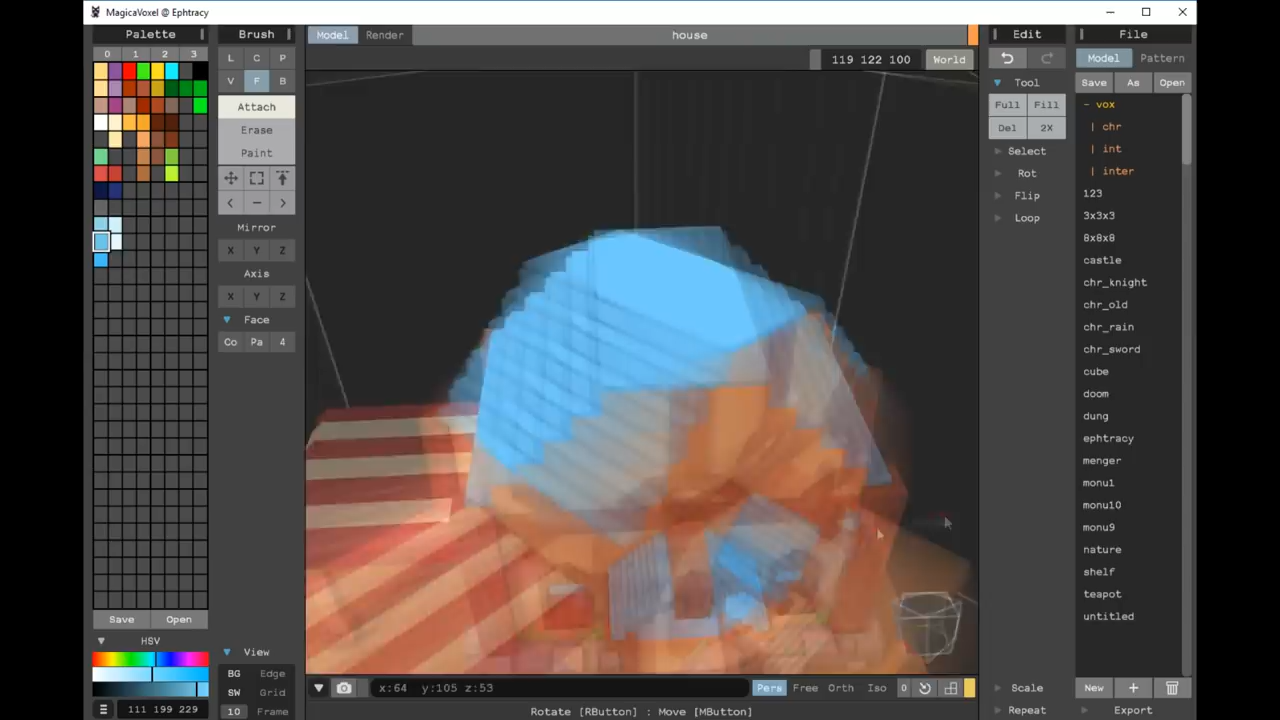 MagicaVoxel @ Ephtracy
Palette
0 1 2 3
Save Open
HSV
111 199 229
Brush
L C P
V F B
Attach
Erase
Paint
< − >
Mirror
X Y Z
Axis
X Y Z
Face
Co Pa 4
View
BG Edge
SW Grid
10 Frame
Model Render house
119 122 100 World
x:64 y:105 z:53
Pers Free Orth Iso 0
Rotate [RButton] : Move [MButton]
Edit
Tool
Full Fill
Del 2X
Select
Rot
Flip
Loop
Scale
Repeat
File
Model Pattern
Save As Open
− vox
| chr
| int
| inter
123
3x3x3
8x8x8
castle
chr_knight
chr_old
chr_rain
chr_sword
cube
doom
dung
ephtracy
menger
monu1
monu10
monu9
nature
shelf
teapot
untitled
New +
Export